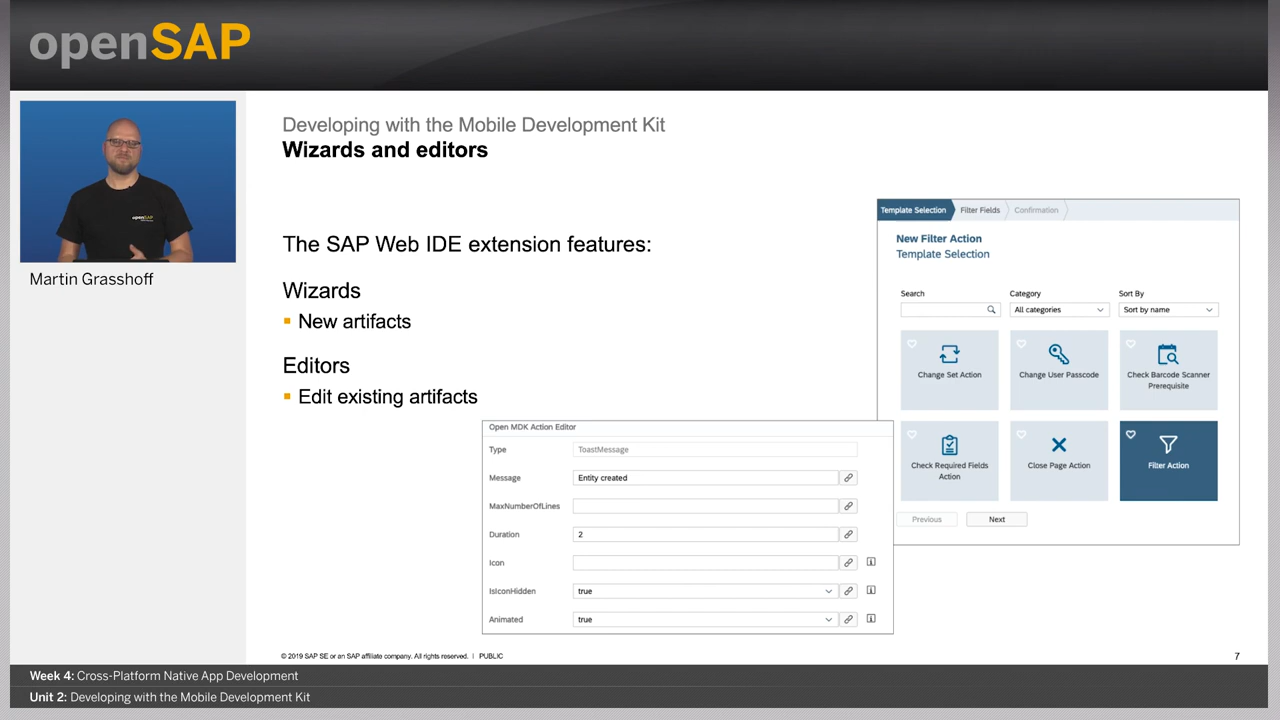 openSAP
openSAP
Martin Grasshoff
Developing with the Mobile Development Kit
Wizards and editors
The SAP Web IDE extension features:
Wizards
New artifacts
Editors
Edit existing artifacts
Template Selection Filter Fields Confirmation
New Filter Action
Template Selection
Search Category Sort By
All categories Sort by name
Change Set Action Change User Passcode Check Barcode Scanner
Prerequisite
Check Required Fields
Action
Close Page Action Filter Action
Previous Next
Open MDK Action Editor
Type ToastMessage
Message Entity created
MaxNumberOfLines
Duration 2
Icon
IsIconHidden true
Animated true
© 2019 SAP SE or an SAP affiliate company. All rights reserved. | PUBLIC 7
Week 4: Cross-Platform Native App Development
Unit 2: Developing with the Mobile Development Kit